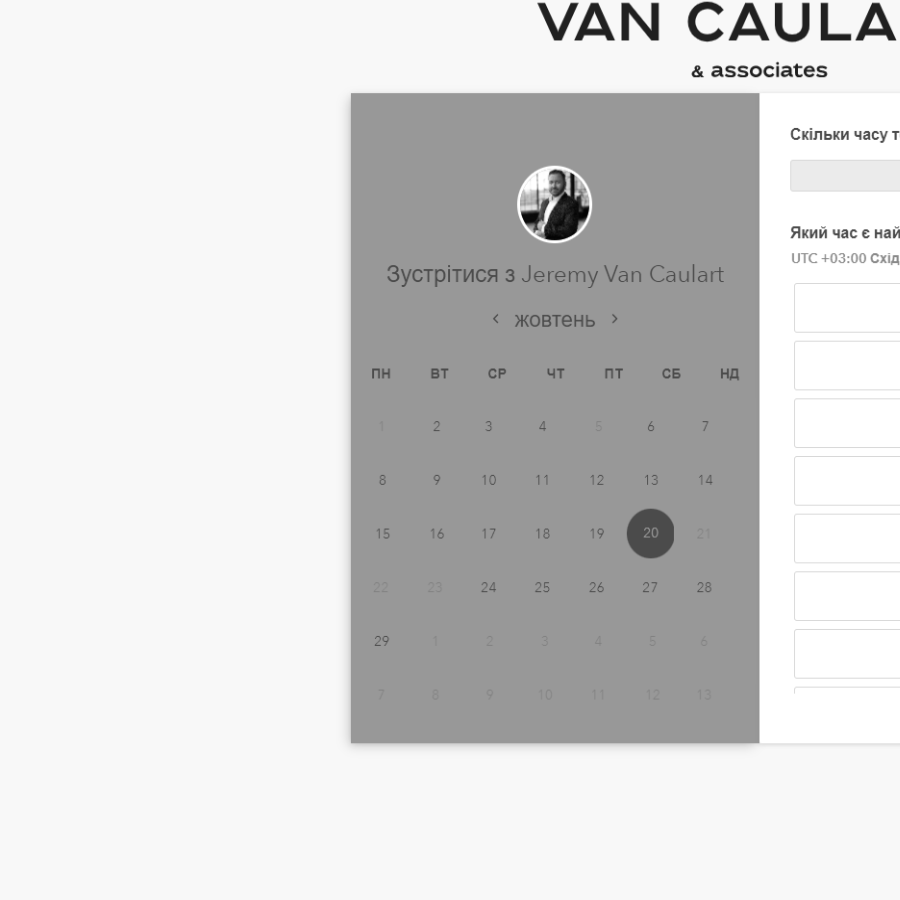 VAN CAULA
& associates
Зустрітися з Jeremy Van Caulart
жовтень
ПН ВТ СР ЧТ ПТ СБ НД
1 2 3 4 5 6 7
8 9 10 11 12 13 14
15 16 17 18 19 20 21
22 23 24 25 26 27 28
29 1 2 3 4 5 6
7 8 9 10 11 12 13
Скільки часу т
Який час є най
UTC +03:00 Схід